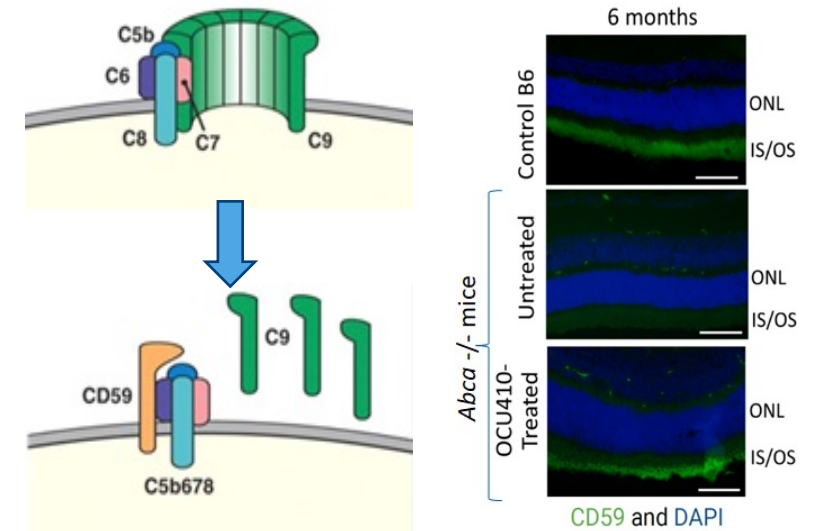 C5b
C6
C8
C7
C9
C9
CD59
C5b678
6 months
Control B6
ONL
IS/OS
Abca -/- mice
Untreated
ONL
IS/OS
OCU410-
Treated
ONL
IS/OS
CD59 and DAPI